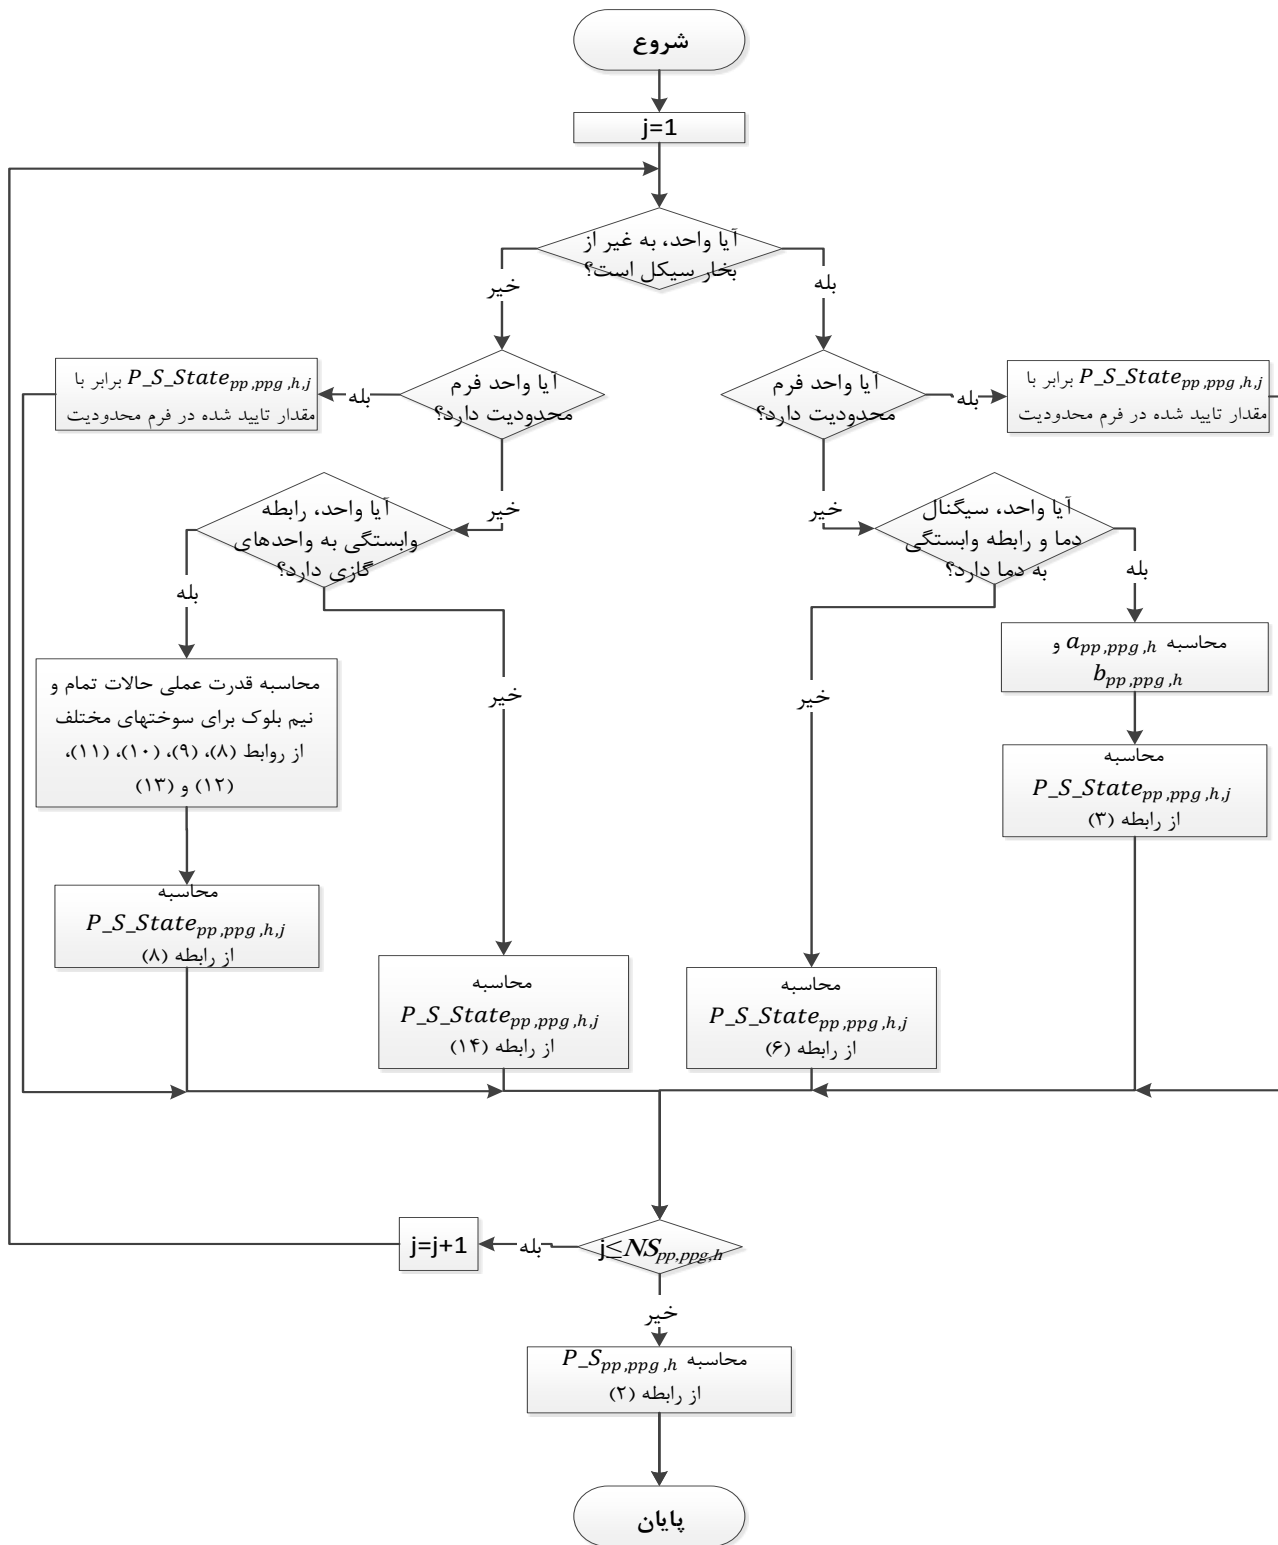 شروع
j=1
آیا واحد، به غیر از
بخار سیکل است؟
خیر
بله
آیا واحد فرم
محدودیت دارد؟
بله
P_S_State_{pp,ppg,h,j} برابر با
مقدار تایید شده در فرم محدودیت
آیا واحد فرم
محدودیت دارد؟
بله
P_S_State_{pp,ppg,h,j} برابر با
مقدار تایید شده در فرم محدودیت
خیر
خیر
آیا واحد، سیگنال
دما و رابطه وابستگی
به دما دارد؟
بله
آیا واحد، رابطه
وابستگی به واحدهای
گازی دارد؟
بله
محاسبه a_{pp,ppg,h} و
b_{pp,ppg,h}
خیر
خیر
محاسبه قدرت عملی حالات تمام و
نیم بلوک برای سوختهای مختلف
از روابط (۸)، (۹)، (۱۰)، (۱۱)،
(۱۲) و (۱۳)
محاسبه
P_S_State_{pp,ppg,h,j}
از رابطه (۳)
محاسبه
P_S_State_{pp,ppg,h,j}
از رابطه (۸)
محاسبه
P_S_State_{pp,ppg,h,j}
از رابطه (۶)
محاسبه
P_S_State_{pp,ppg,h,j}
از رابطه (۱۴)
j≤NS_{pp,ppg,h}
بله
j=j+1
خیر
محاسبه P_S_{pp,ppg,h}
از رابطه (۲)
پایان